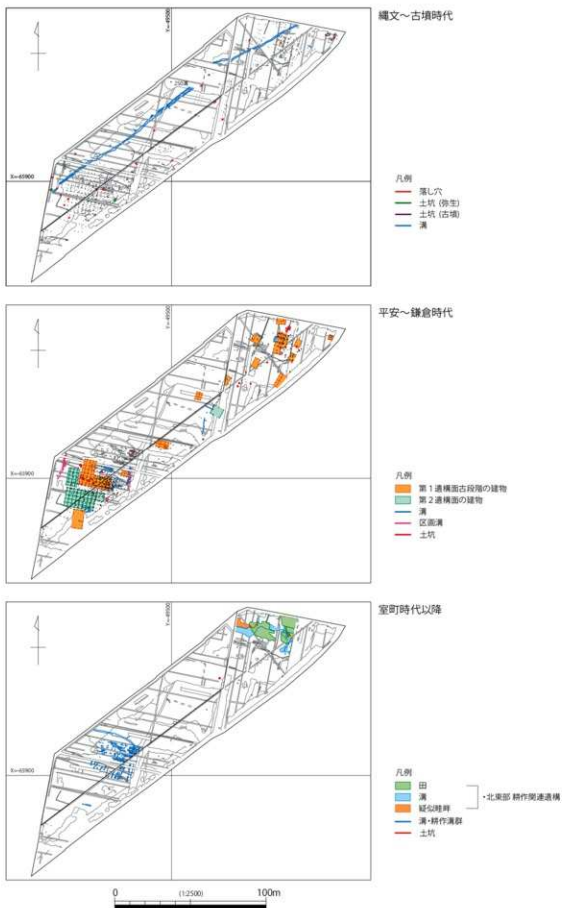 縄文～古墳時代
Y=-49500
X=-65900
凡例
落し穴
土坑（弥生）
土坑（古墳）
溝
平安～鎌倉時代
Y=-49500
X=-65900
凡例
第１遺構面古段階の建物
第２遺構面の建物
溝
区画溝
土坑
室町時代以降
Y=-49500
X=-65900
凡例
田
溝
疑似畦畔
・北東部 耕作関連遺構
溝・耕作溝群
土坑
0 (1:2500) 100m